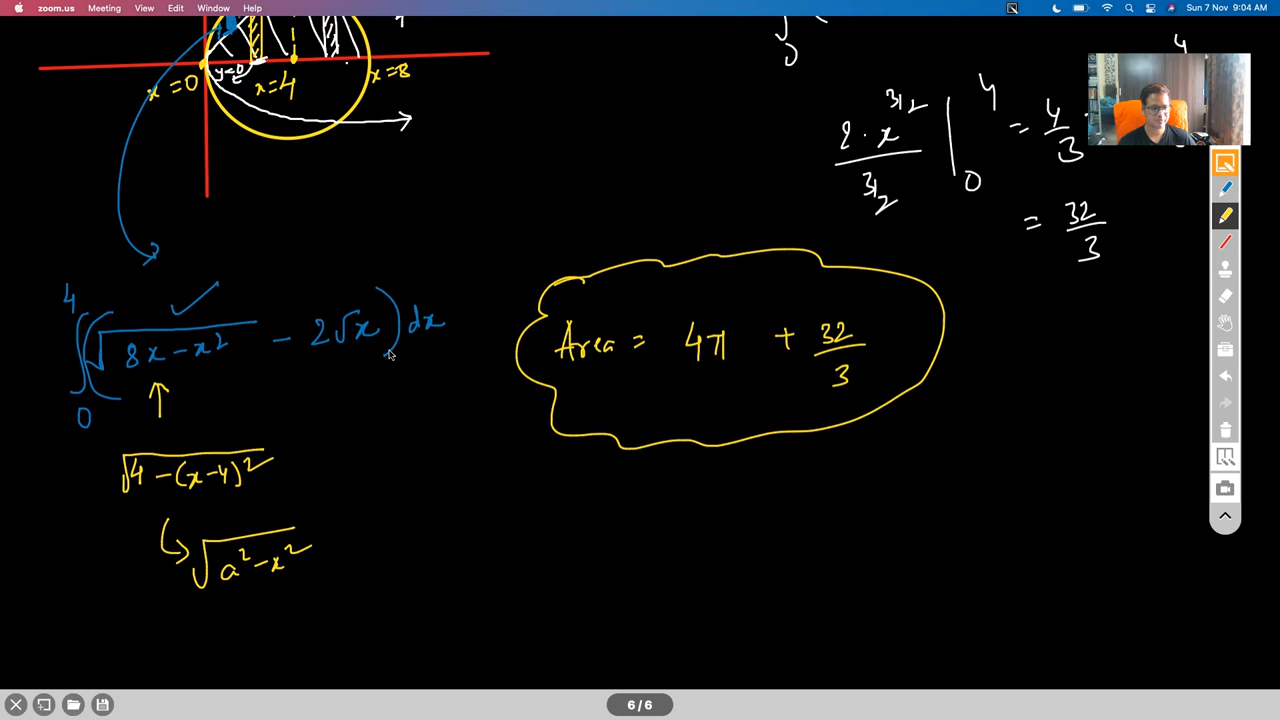 zoom.us Meeting View Edit Window Help Sun 7 Nov 9:04 AM
x = 0
y<0
x = 4
x = 8
0
2 · x^{3/2} / 3/2 |_0^4 = 4/3
= 32/3
4
∫_0^4 (√(8x - x²) - 2√x) dx
Area = 4π + 32/3
√(4 - (x-4)²)
√(a² - x²)
6 / 6